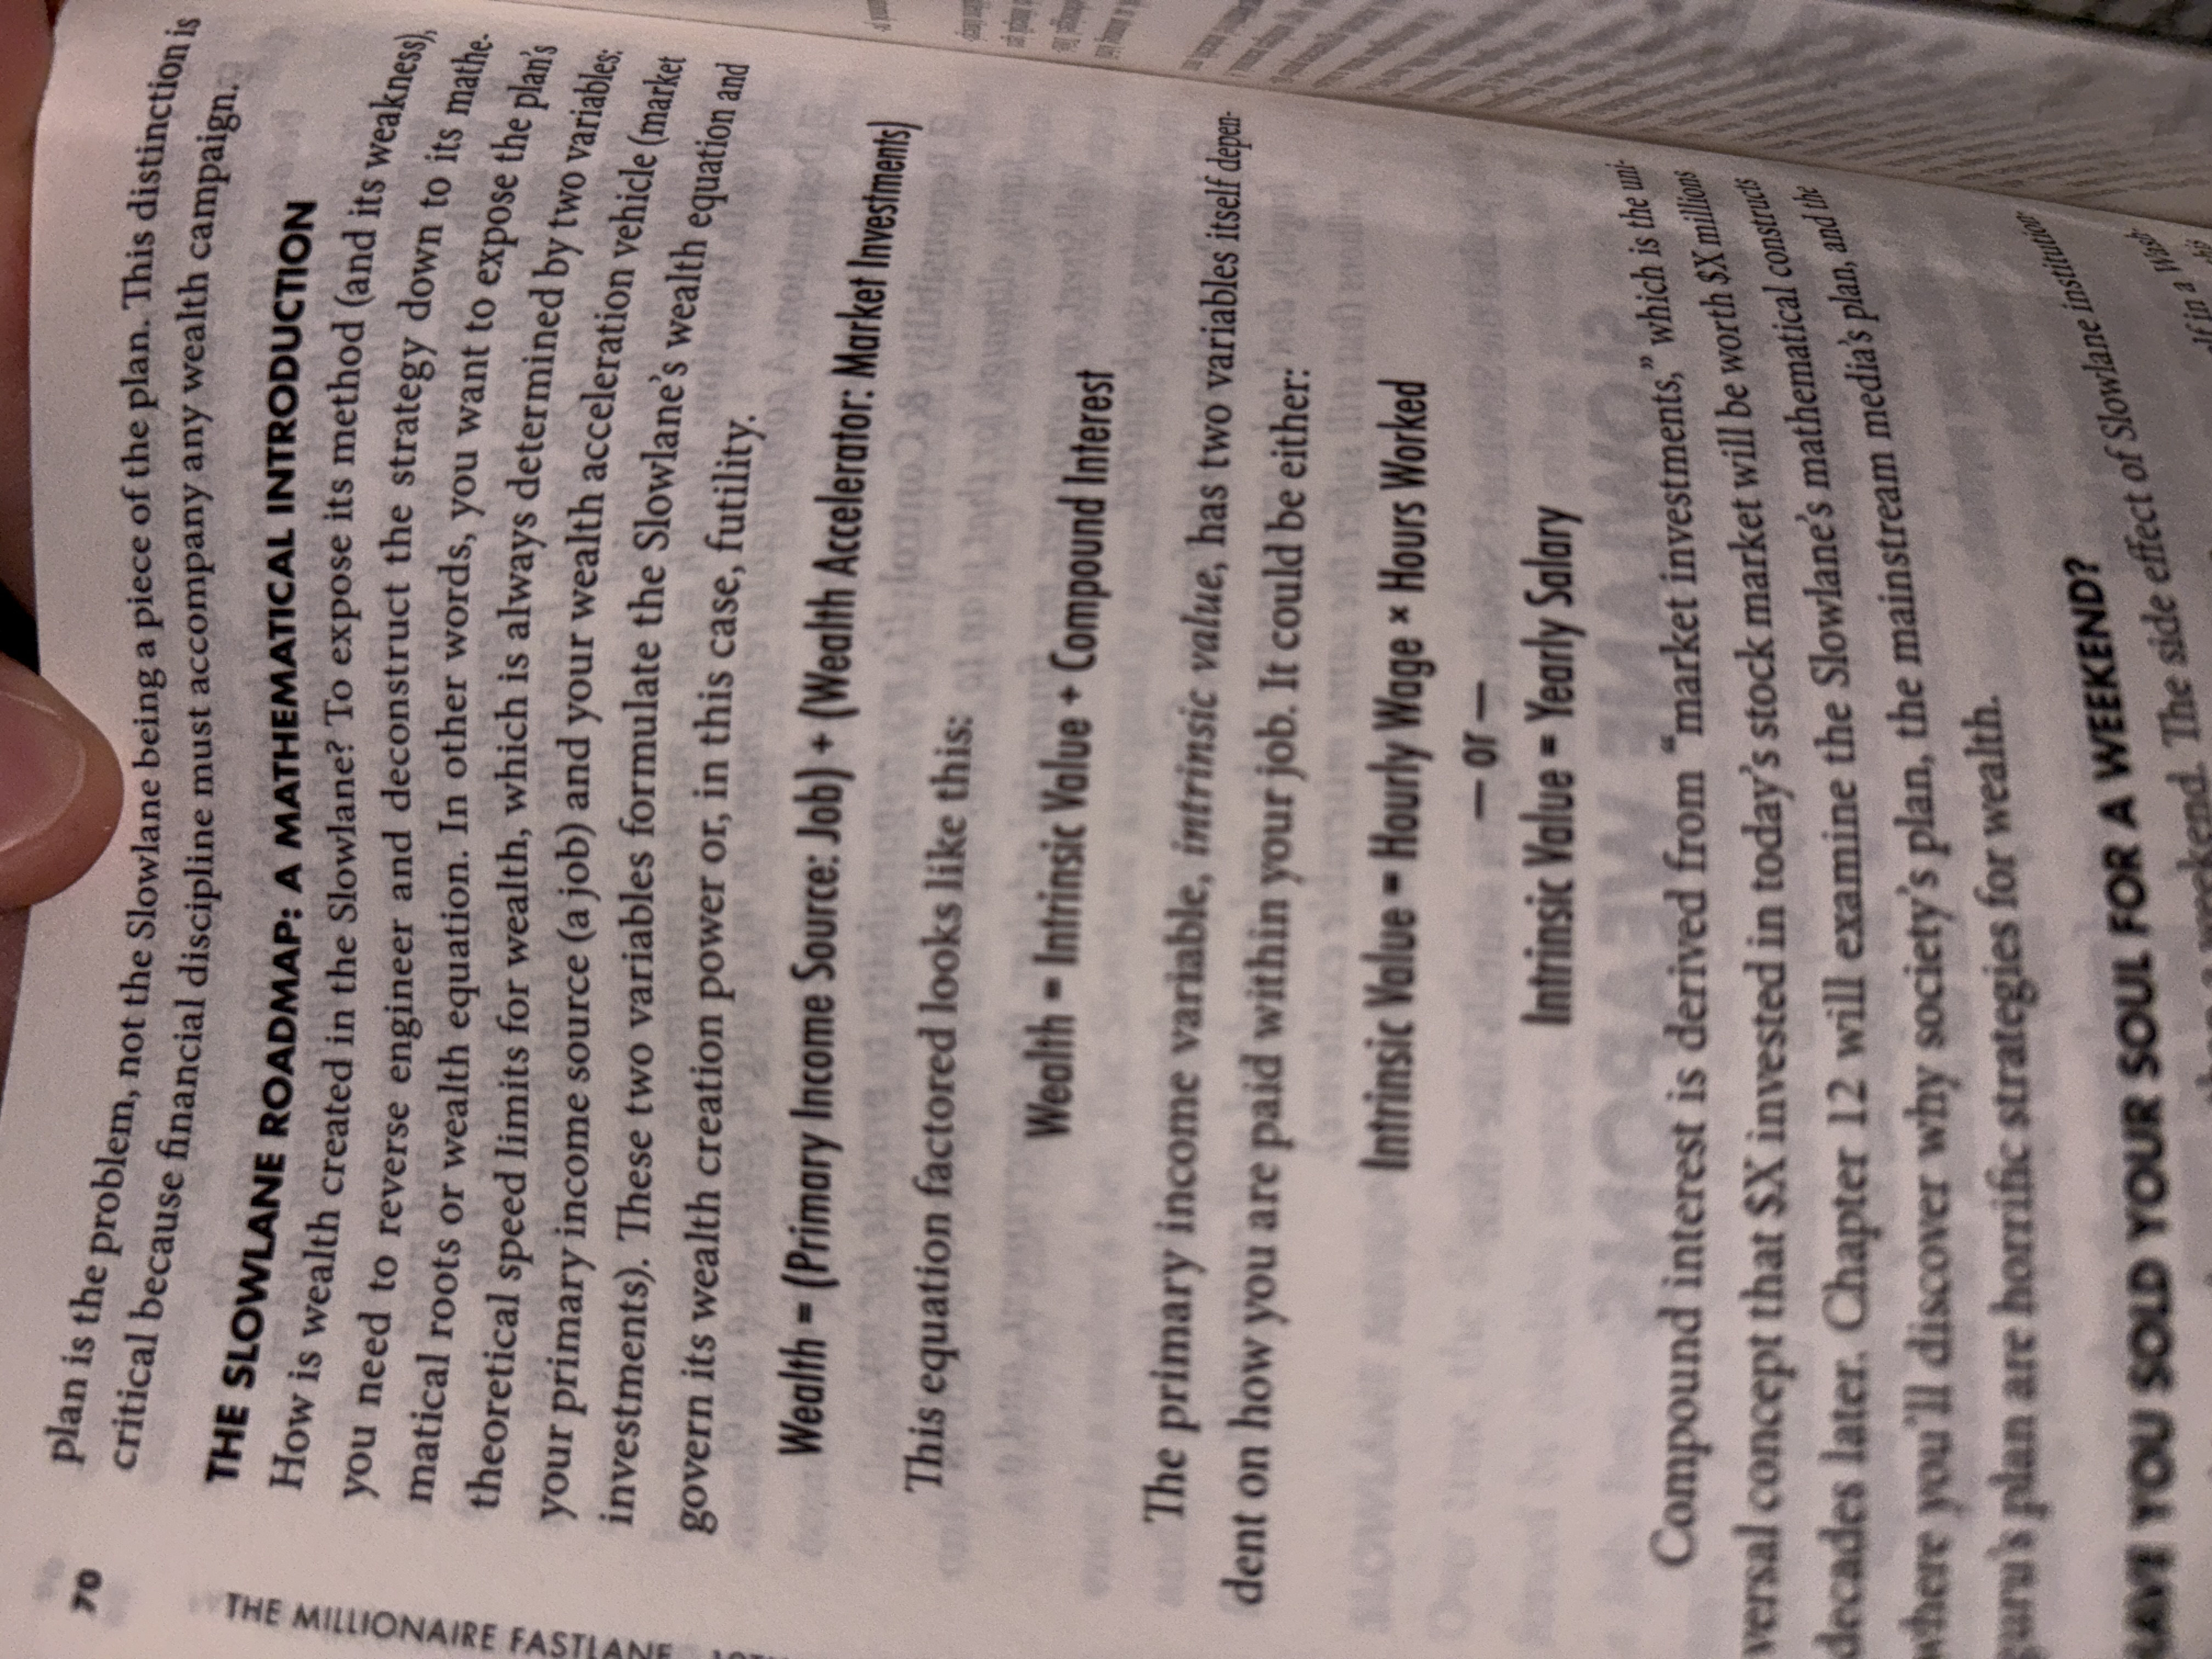 70
THE MILLIONAIRE FASTLANE
plan is the problem, not the Slowlane being a piece of the plan. This distinction is
critical because financial discipline must accompany any wealth campaign.
THE SLOWLANE ROADMAP: A MATHEMATICAL INTRODUCTION
How is wealth created in the Slowlane? To expose its method (and its weakness),
you need to reverse engineer and deconstruct the strategy down to its mathe-
matical roots or wealth equation. In other words, you want to expose the plan's
theoretical speed limits for wealth, which is always determined by two variables:
your primary income source (a job) and your wealth acceleration vehicle (market
investments). These two variables formulate the Slowlane's wealth equation and
govern its wealth creation power or, in this case, futility.
Wealth = (Primary Income Source: Job) + (Wealth Accelerator: Market Investments)
This equation factored looks like this:
Wealth = Intrinsic Value + Compound Interest
The primary income variable, intrinsic value, has two variables itself depen-
dent on how you are paid within your job. It could be either:
Intrinsic Value = Hourly Wage × Hours Worked
— or —
Intrinsic Value = Yearly Salary
Compound interest is derived from “market investments,” which is the uni-
versal concept that $X invested in today's stock market will be worth $X millions
decades later. Chapter 12 will examine the Slowlane's mathematical constructs
where you'll discover why society's plan, the mainstream media's plan, and the
guru's plan are horrific strategies for wealth.
HAVE YOU SOLD YOUR SOUL FOR A WEEKEND?
than a weekend. The side effect of Slowlane institution-
in a Wash-